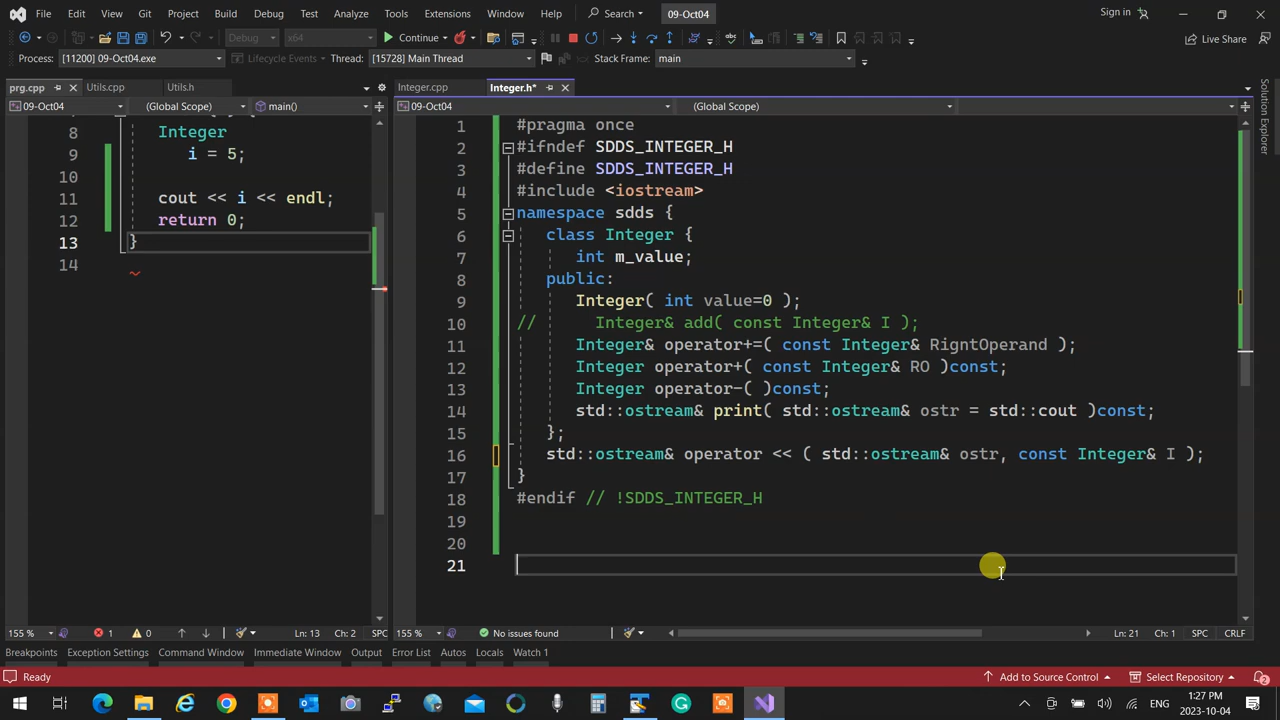 File Edit View Git Project Build Debug Test Analyze Tools Extensions Window Help Search 09-Oct04 Sign in
Debug x64 Continue Live Share
Process: [11200] 09-Oct04.exe Lifecycle Events Thread: [15728] Main Thread Stack Frame: main
prg.cpp Utils.cpp Utils.h
09-Oct04 (Global Scope) main()
8 Integer
9 i = 5;
10
11 cout << i << endl;
12 return 0;
13 }
14
155 % 1 0 Ln: 13 Ch: 2 SPC
Integer.cpp Integer.h*
09-Oct04 (Global Scope)
1 #pragma once
2 #ifndef SDDS_INTEGER_H
3 #define SDDS_INTEGER_H
4 #include <iostream>
5 namespace sdds {
6 class Integer {
7 int m_value;
8 public:
9 Integer( int value=0 );
10 // Integer& add( const Integer& I );
11 Integer& operator+=( const Integer& RigntOperand );
12 Integer operator+( const Integer& RO )const;
13 Integer operator-( )const;
14 std::ostream& print( std::ostream& ostr = std::cout )const;
15 };
16 std::ostream& operator << ( std::ostream& ostr, const Integer& I );
17 }
18 #endif // !SDDS_INTEGER_H
19
20
21
155 % No issues found Ln: 21 Ch: 1 SPC CRLF
Solution Explorer
Breakpoints Exception Settings Command Window Immediate Window Output Error List Autos Locals Watch 1
Ready Add to Source Control Select Repository 2
ENG 1:27 PM
2023-10-04